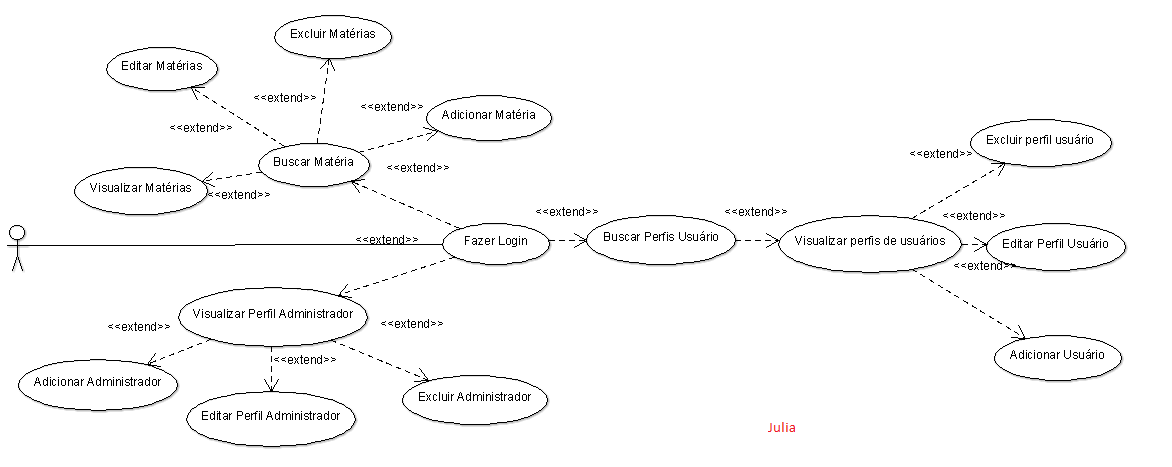 Excluir Matérias
Editar Matérias
<<extend>>
<<extend>>
Adicionar Matéria
<<extend>>
Buscar Matéria
<<extend>>
Visualizar Matérias
<<extend>>
Excluir perfil usuário
<<extend>>
<<extend>>
Fazer Login
<<extend>>
Buscar Perfis Usuário
<<extend>>
Visualizar perfis de usuários
<<extend>>
Editar Perfil Usuário
<<extend>>
Visualizar Perfil Administrador
<<extend>>
<<extend>>
<<extend>>
Adicionar Usuário
Adicionar Administrador
Editar Perfil Administrador
Excluir Administrador
Julia